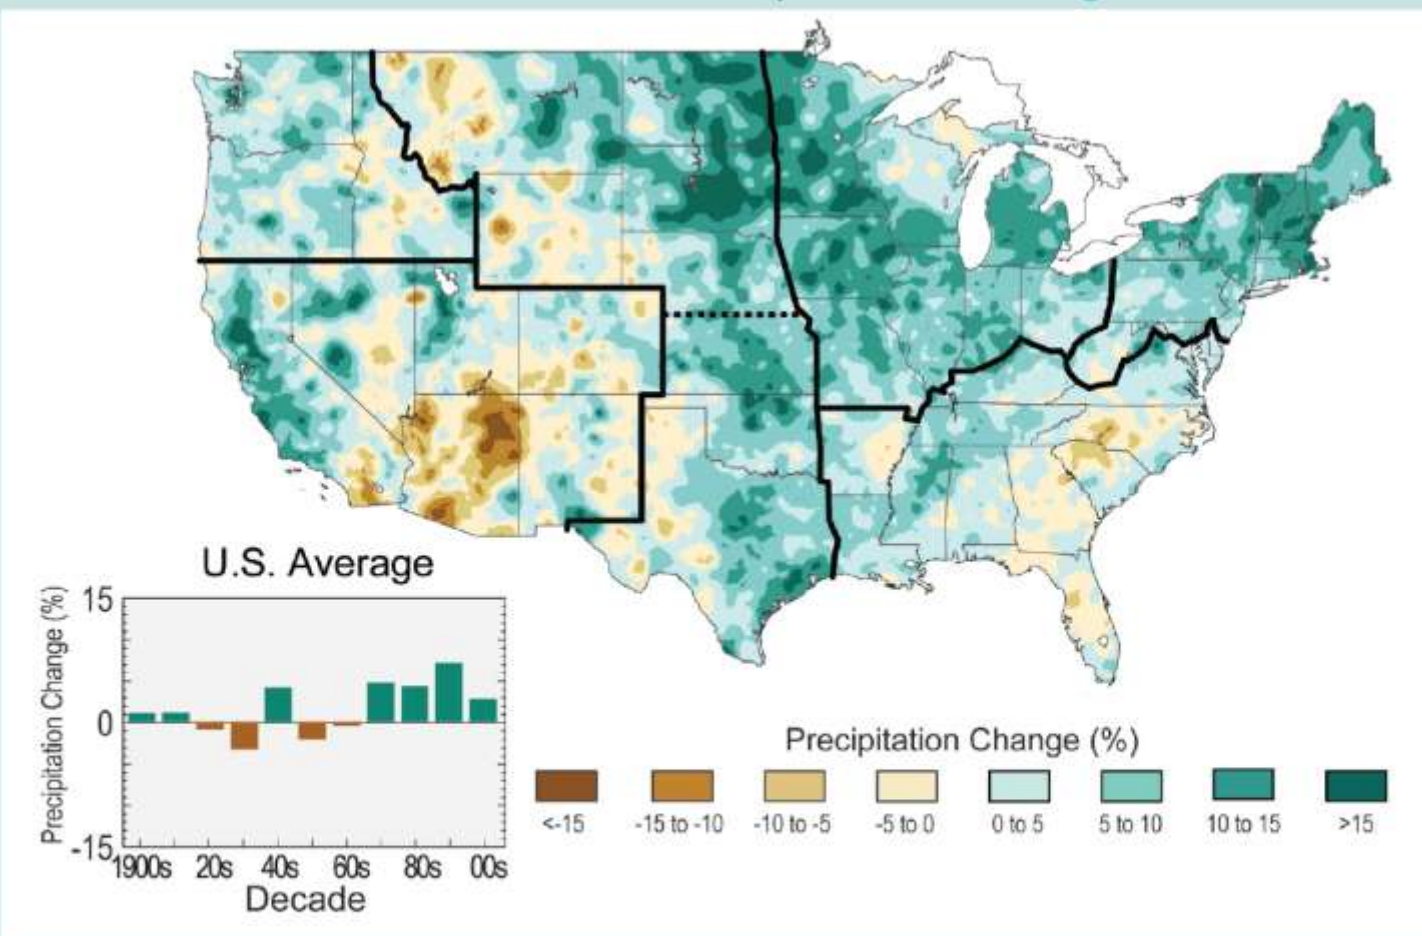 U.S. Average
Precipitation Change (%)
15
0
-15
1900s 20s 40s 60s 80s 00s
Decade
Precipitation Change (%)
<-15 -15 to -10 -10 to -5 -5 to 0 0 to 5 5 to 10 10 to 15 >15